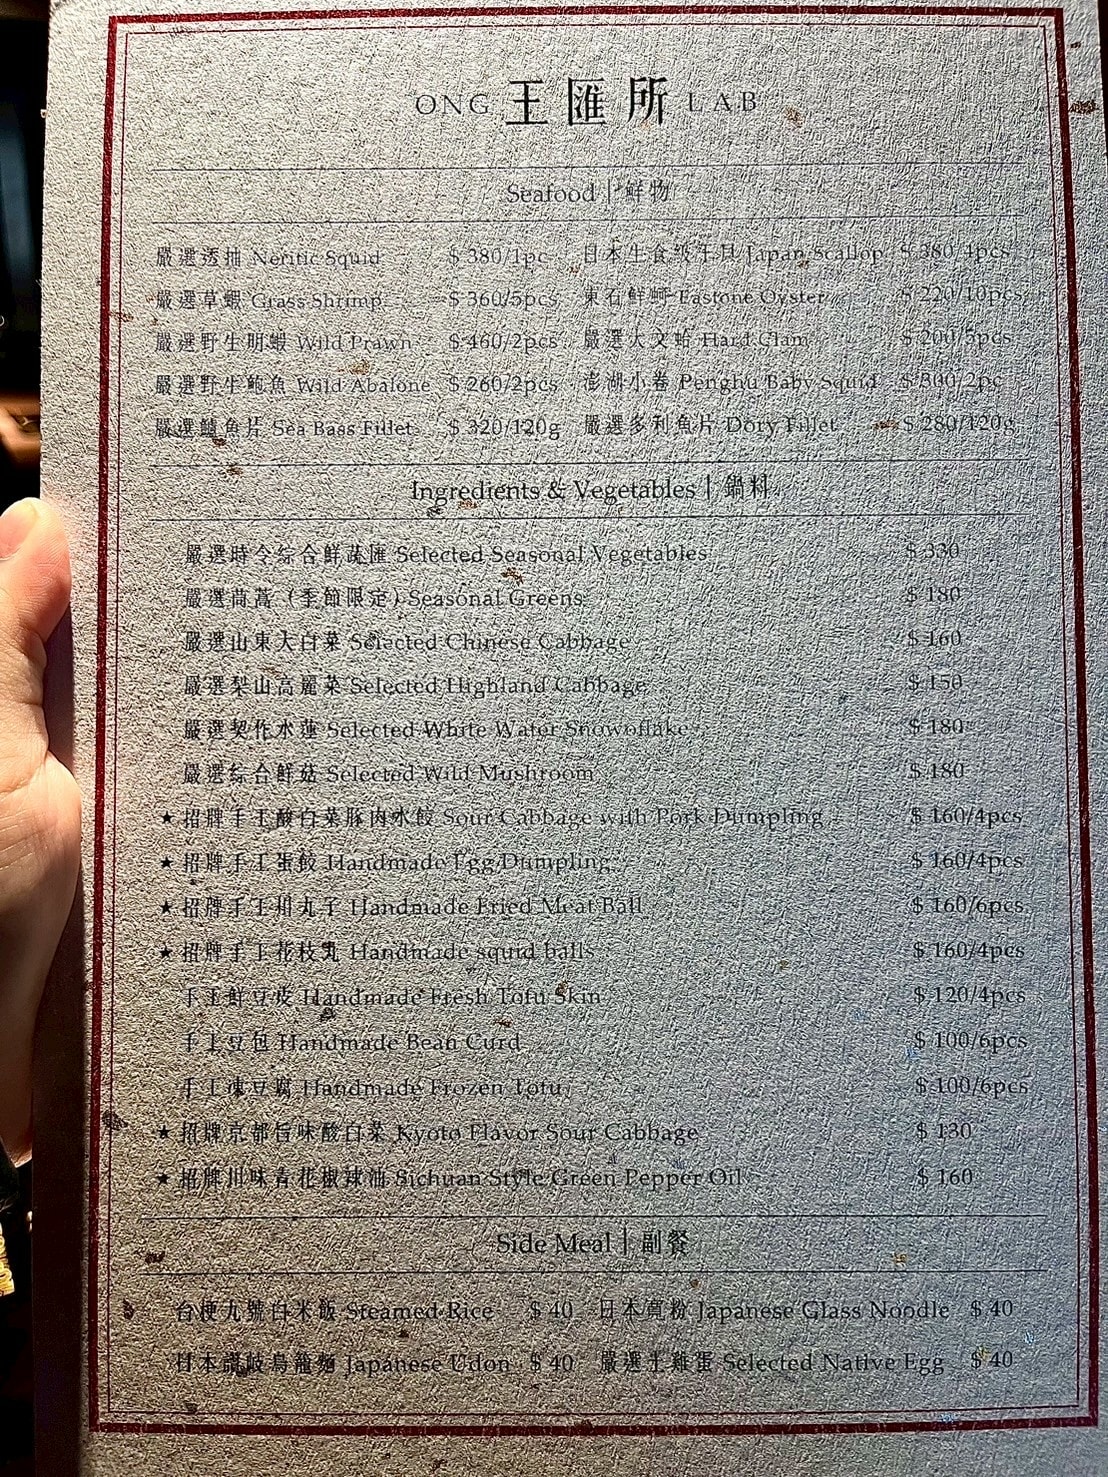 ONG 王匯所 LAB
Seafood | 鮮物
嚴選透抽 Neritic Squid $ 380/1pc 日本生食級干貝 Japan Scallop $ 380/4pcs
嚴選草蝦 Grass Shrimp $ 360/5pcs 東石鮮蚵 Eastone Oyster $ 220/10pcs
嚴選野生明蝦 Wild Prawn $ 460/2pcs 嚴選大文蛤 Hard Clam $ 200/5pcs
嚴選野生鮑魚 Wild Abalone $ 260/2pcs 澎湖小卷 Penghu Baby Squid $ 300/2pc
嚴選鱸魚片 Sea Bass Fillet $ 320/120g 嚴選多利魚片 Dory Fillet $ 280/120g
Ingredients & Vegetables | 鍋料
嚴選時令綜合鮮蔬匯 Selected Seasonal Vegetables $ 330
嚴選茼蒿（季節限定）Seasonal Greens $ 180
嚴選山東大白菜 Selected Chinese Cabbage $ 160
嚴選梨山高麗菜 Selected Highland Cabbage $ 150
嚴選契作水蓮 Selected White Water Snowoflake $ 180
嚴選綜合鮮菇 Selected Wild Mushroom $ 180
★ 招牌手工酸白菜豚肉水餃 Sour Cabbage with Pork Dumpling $ 160/4pcs
★ 招牌手工蛋餃 Handmade Egg Dumpling $ 160/4pcs
★ 招牌手工川丸子 Handmade Fried Meat Ball $ 160/6pcs
★ 招牌手工花枝丸 Handmade squid balls $ 160/4pcs
手工鮮豆皮 Handmade Fresh Tofu Skin $ 120/4pcs
手工豆包 Handmade Bean Curd $ 100/6pcs
手工凍豆腐 Handmade Frozen Tofu $ 100/6pcs
★ 招牌京都旨味酸白菜 Kyoto Flavor Sour Cabbage $ 130
★ 招牌川味青花椒辣油 Sichuan Style Green Pepper Oil $ 160
Side Meal | 副餐
台梗九號白米飯 Steamed Rice $ 40 日本真粉 Japanese Glass Noodle $ 40
日本讚岐烏龍麵 Japanese Udon $ 40 嚴選土雞蛋 Selected Native Egg $ 40